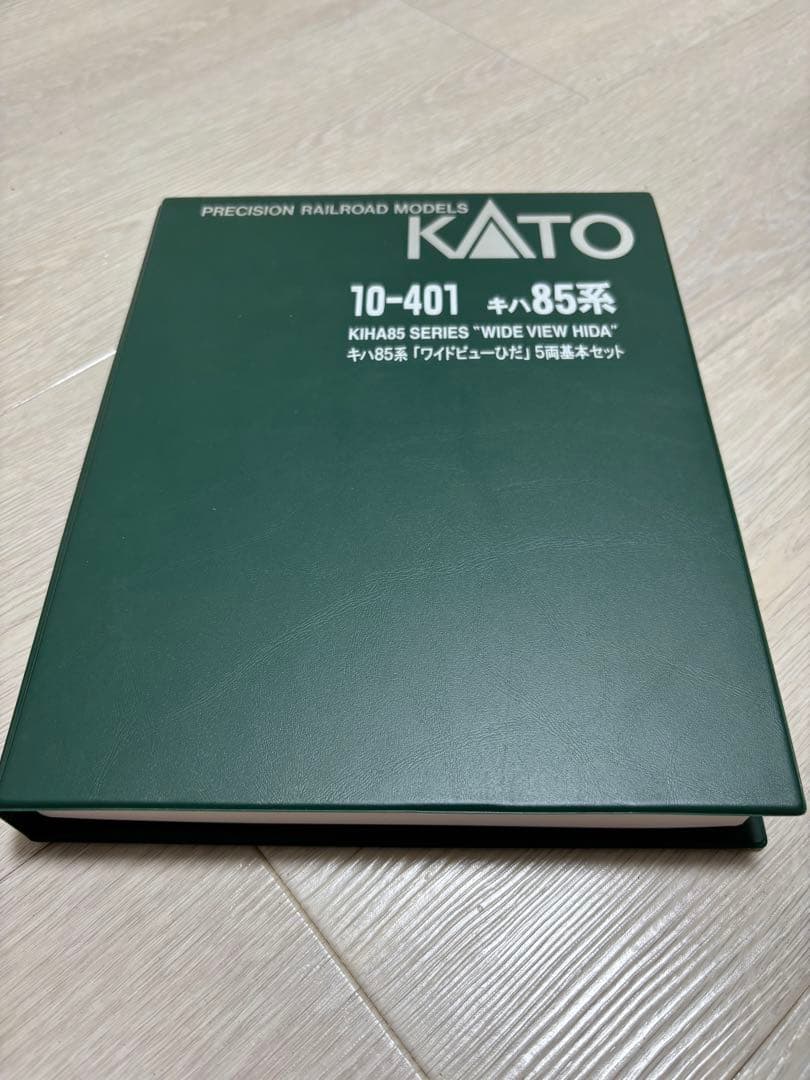 PRECISION RAILROAD MODELS
KATO
10-401 キハ85系
KIHA85 SERIES "WIDE VIEW HIDA"
キハ85系「ワイドビューひだ」5両基本セット